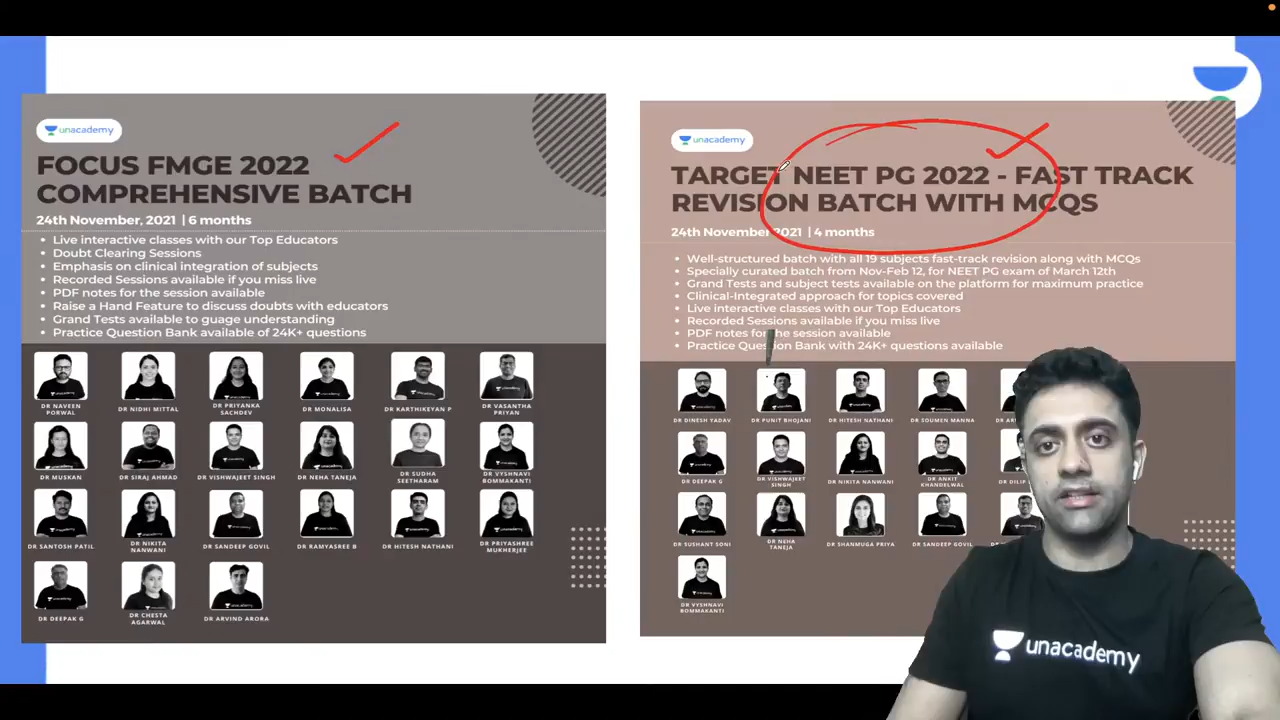 unacademy
FOCUS FMGE 2022
COMPREHENSIVE BATCH
24th November, 2021 | 6 months
• Live interactive classes with our Top Educators
• Doubt Clearing Sessions
• Emphasis on clinical integration of subjects
• Recorded Sessions available if you miss live
• PDF notes for the session available
• Raise a Hand Feature to discuss doubts with educators
• Grand Tests available to guage understanding
• Practice Question Bank available of 24K+ questions
DR NAVEEN PORWAL
DR NIDHI MITTAL
DR PRIYANKA SACHDEV
DR MONALISA
DR KARTHIKEYAN P
DR VASANTHA PRIYAN
DR MUSKAN
DR SIRAJ AHMAD
DR VISHWAJEET SINGH
DR NEHA TANEJA
DR SUDHA SEETHARAM
DR VYSHNAVI BOMMAKANTI
DR SANTOSH PATIL
DR NIKITA NANWANI
DR SANDEEP GOVIL
DR RAMYASREE B
DR HITESH NATHANI
DR PRIYASHREE MUKHERJEE
DR DEEPAK G
DR CHESTA AGARWAL
DR ARVIND ARORA
unacademy
TARGET NEET PG 2022 - FAST TRACK
REVISION BATCH WITH MCQS
24th November 2021 | 4 months
• Well-structured batch with all 19 subjects fast-track revision along with MCQs
• Specially curated batch from Nov-Feb 12, for NEET PG exam of March 12th
• Grand Tests and subject tests available on the platform for maximum practice
• Clinical-Integrated approach for topics covered
• Live interactive classes with our Top Educators
• Recorded Sessions available if you miss live
• PDF notes for the session available
• Practice Question Bank with 24K+ questions available
DR DINESH YADAV
DR PUNIT BHOJANI
DR HITESH NATHANI
DR SOUMEN MANNA
DR DEEPAK G
DR VISHWAJEET SINGH
DR NIKITA NANWANI
DR ANKIT KHANDELWAL
DR DILIP
DR SUSHANT SONI
DR NEHA TANEJA
DR SHANMUGA PRIYA
DR SANDEEP GOVIL
DR VYSHNAVI BOMMAKANTI
unacademy